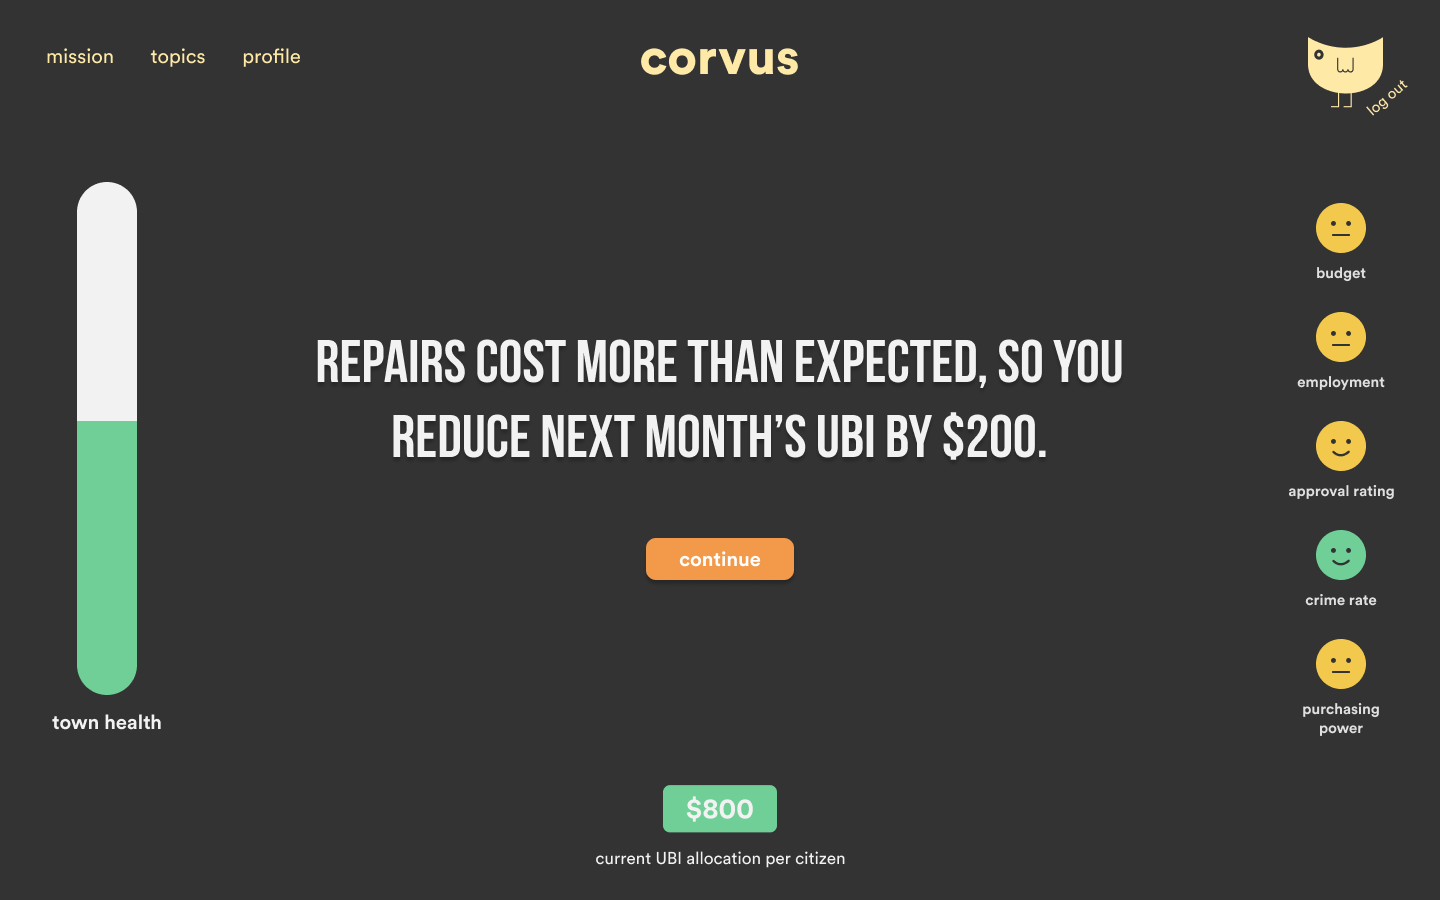 mission topics profile
corvus
log out
REPAIRS COST MORE THAN EXPECTED, SO YOU
REDUCE NEXT MONTH’S UBI BY $200.
continue
town health
budget
employment
approval rating
crime rate
purchasing
power
$800
current UBI allocation per citizen